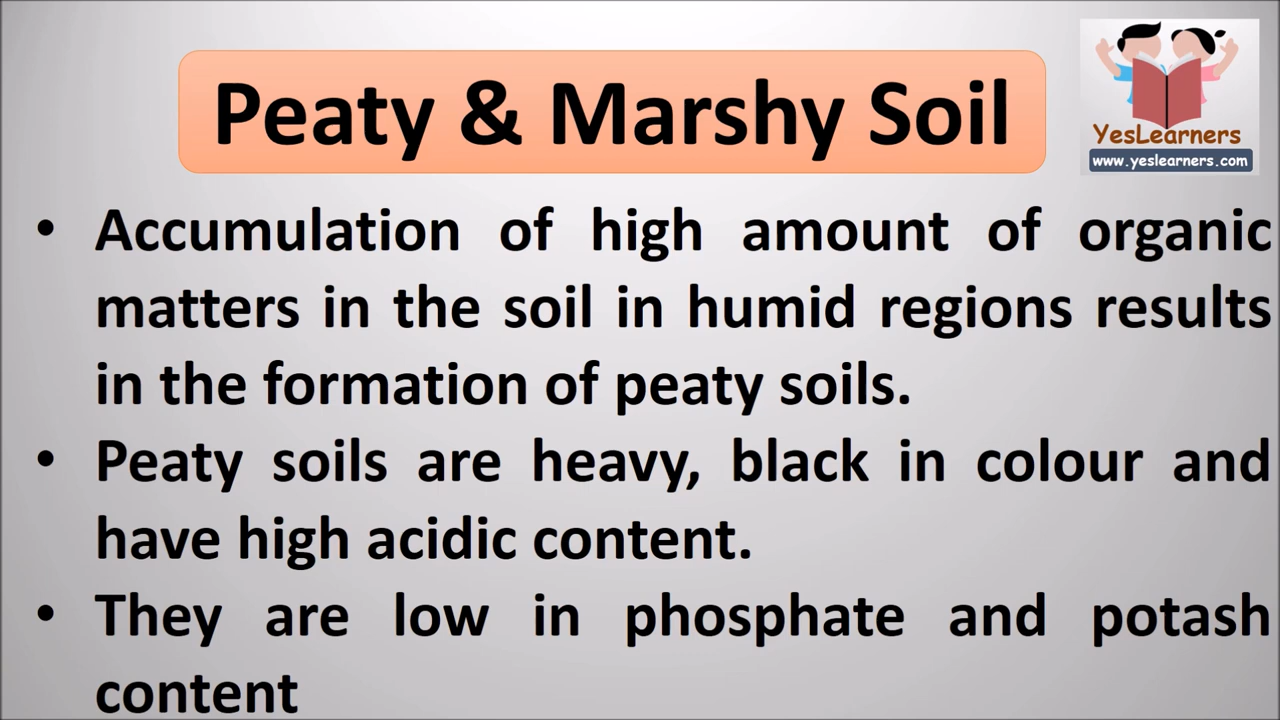 Peaty & Marshy Soil
YesLearners
www.yeslearners.com
• Accumulation of high amount of organic
matters in the soil in humid regions results
in the formation of peaty soils.
• Peaty soils are heavy, black in colour and
have high acidic content.
• They are low in phosphate and potash
content